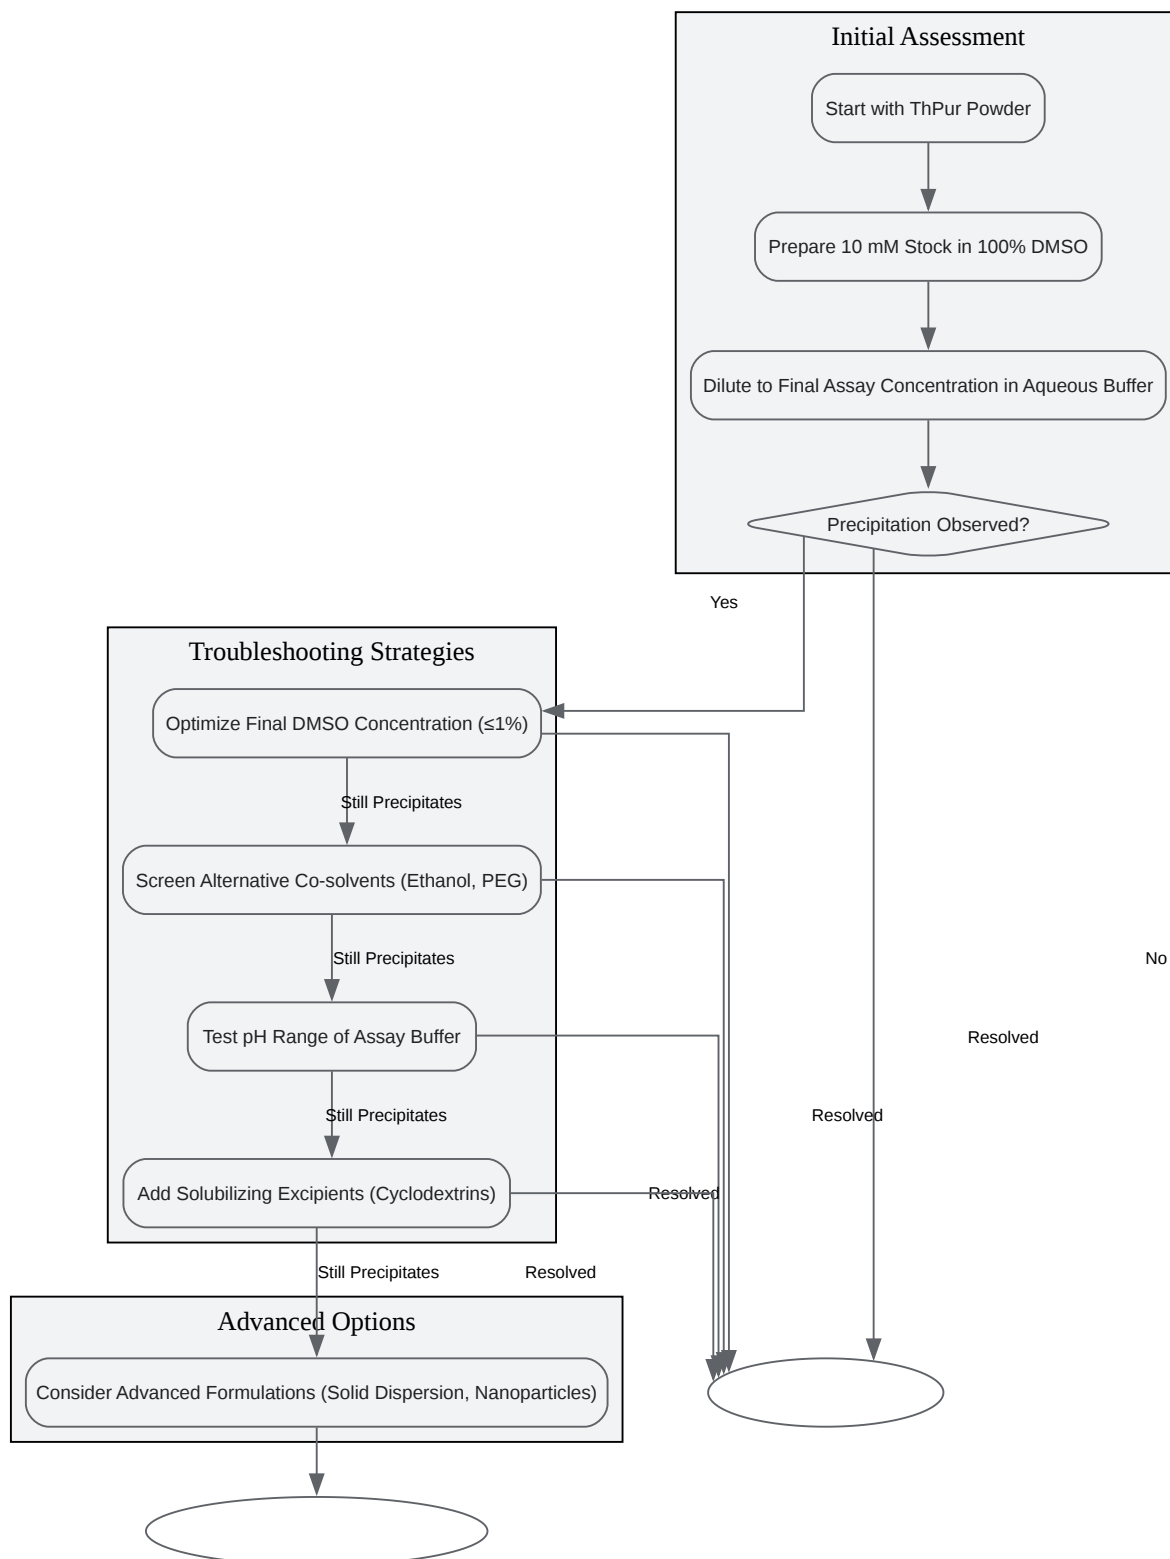 Initial Assessment
Start with ThPur Powder
Prepare 10 mM Stock in 100% DMSO
Dilute to Final Assay Concentration in Aqueous Buffer
Precipitation Observed?
Yes
Troubleshooting Strategies
Optimize Final DMSO Concentration (≤1%)
Still Precipitates
Screen Alternative Co-solvents (Ethanol, PEG)
Still Precipitates
No
Test pH Range of Assay Buffer
Resolved
Still Precipitates
Resolved
Add Solubilizing Excipients (Cyclodextrins)
Resolved
Still Precipitates
Resolved
Advanced Options
Consider Advanced Formulations (Solid Dispersion, Nanoparticles)